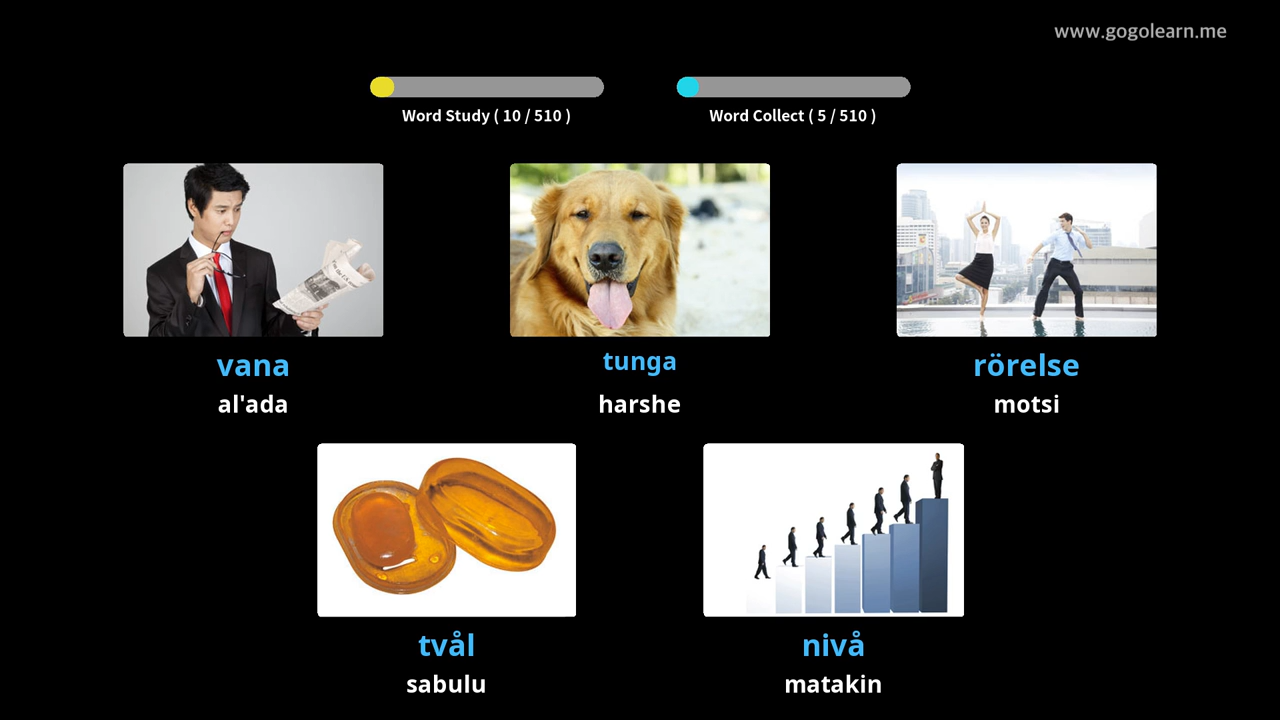 www.gogolearn.me
Word Study ( 10 / 510 )
Word Collect ( 5 / 510 )
vana
al'ada
tunga
harshe
rörelse
motsi
tvål
sabulu
nivå
matakin